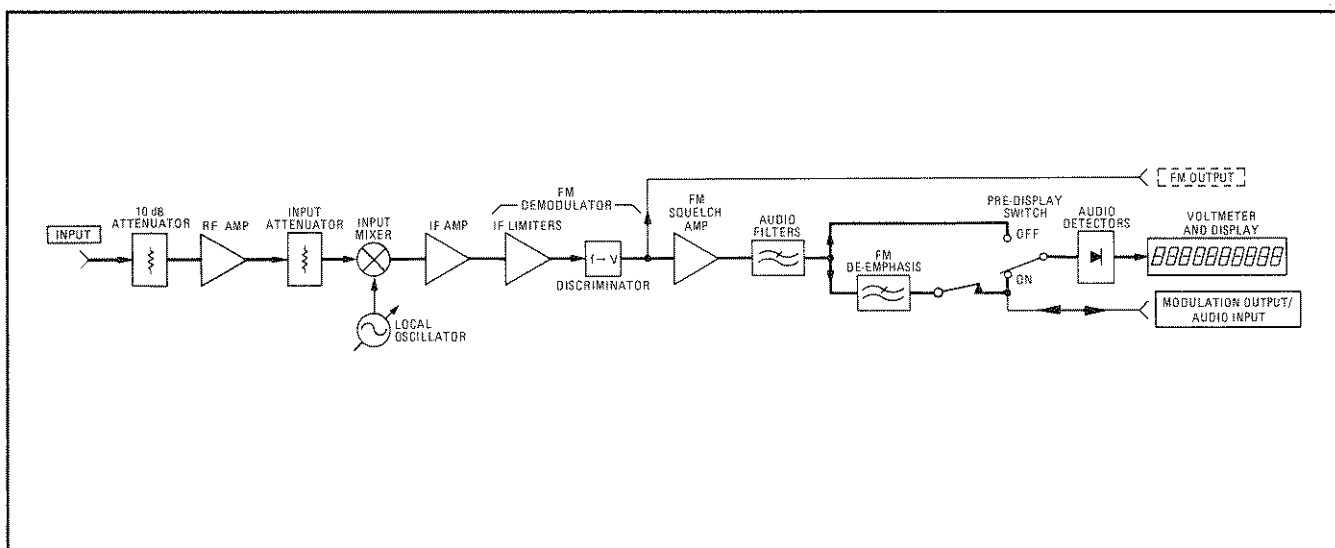 INPUT
10 dB
ATTENUATOR
RF AMP
INPUT
ATTENUATOR
INPUT
MIXER
LOCAL
OSCILLATOR
IF AMP
FM
DEMODULATOR
IF LIMITERS
f → V
DISCRIMINATOR
FM
SQUELCH
AMP
AUDIO
FILTERS
FM
DE-EMPHASIS
PRE-DISPLAY
SWITCH
OFF
ON
AUDIO
DETECTORS
FM OUTPUT
VOLTMETER
AND DISPLAY
MODULATION OUTPUT/
AUDIO INPUT